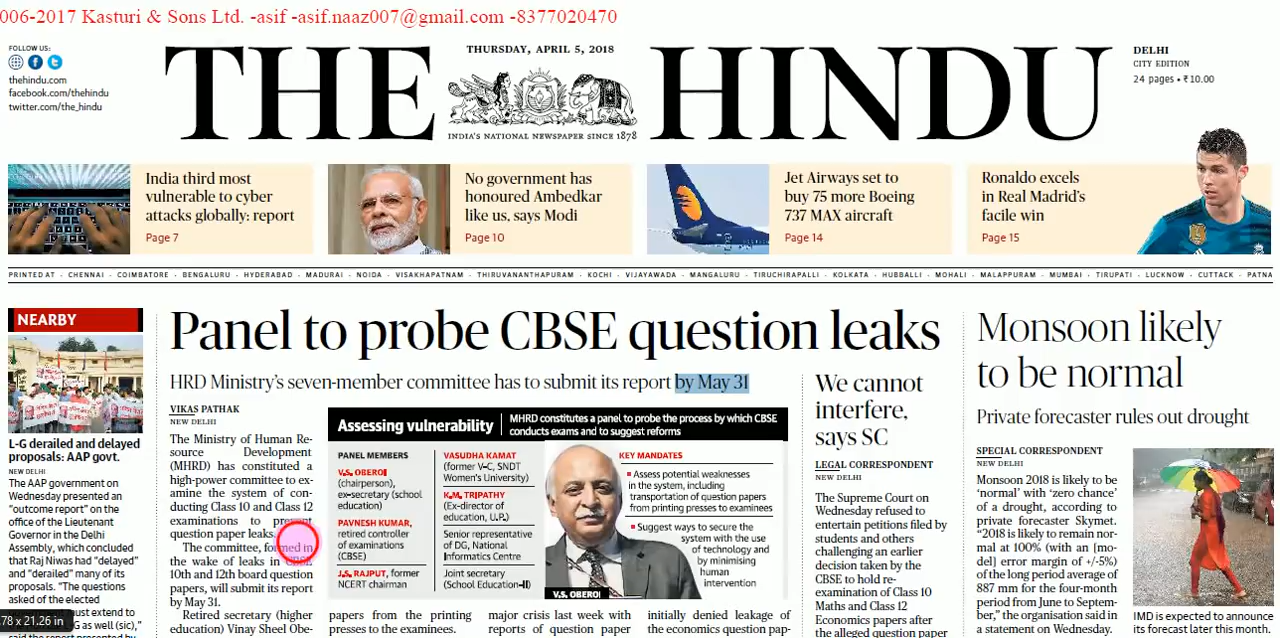 006-2017 Kasturi & Sons Ltd. -asif -asif.naaz007@gmail.com -8377020470
FOLLOW US:
thehindu.com
facebook.com/thehindu
twitter.com/the_hindu
THE HINDU
THURSDAY, APRIL 5, 2018
INDIA'S NATIONAL NEWSPAPER SINCE 1878
DELHI
CITY EDITION
24 pages • ₹10.00
India third most
vulnerable to cyber
attacks globally: report
Page 7
No government has
honoured Ambedkar
like us, says Modi
Page 10
Jet Airways set to
buy 75 more Boeing
737 MAX aircraft
Page 14
Ronaldo excels
in Real Madrid's
facile win
Page 15
PRINTED AT - CHENNAI - COIMBATORE - BENGALURU - HYDERABAD - MADURAI - NOIDA - VISAKHAPATNAM - THIRUVANANTHAPURAM - KOCHI - VIJAYAWADA - MANGALURU - TIRUCHIRAPALLI - KOLKATA - HUBBALLI - MOHALI - MALAPPURAM - MUMBAI - TIRUPATI - LUCKNOW - CUTTACK - PATNA
NEARBY
L-G derailed and delayed
proposals: AAP govt.
NEW DELHI
The AAP government on
Wednesday presented an
"outcome report" on the
office of the Lieutenant
Governor in the Delhi
Assembly, which concluded
that Raj Niwas had "delayed"
and "derailed" many of its
proposals. "The questions
asked of the elected
must extend to
as well (sic),"
said the report presented by
.78 x 21.26 in
Panel to probe CBSE question leaks
HRD Ministry's seven-member committee has to submit its report by May 31
VIKAS PATHAK
NEW DELHI
The Ministry of Human Re-
source Development
(MHRD) has constituted a
high-power committee to ex-
amine the system of con-
ducting Class 10 and Class 12
examinations to prevent
question paper leaks.
The committee, formed in
the wake of leaks in CBSE
10th and 12th board question
papers, will submit its report
by May 31.
Retired secretary (higher
education) Vinay Sheel Obe-
Assessing vulnerability
MHRD constitutes a panel to probe the process by which CBSE
conducts exams and to suggest reforms
PANEL MEMBERS
V.S. OBEROI
(chairperson),
ex-secretary (school
education)
PAVNESH KUMAR,
retired controller
of examinations
(CBSE)
J.S. RAJPUT, former
NCERT chairman
VASUDHA KAMAT
(former V-C, SNDT
Women's University)
K.M. TRIPATHY
(Ex-director of
education, U.P.)
Senior representative
of DG, National
Informatics Centre
Joint secretary
(School Education-II)
V.S. OBEROI
KEY MANDATES
Assess potential weaknesses
in the system, including
transportation of question papers
from printing presses to examinees
Suggest ways to secure the
system with the use
of technology and
by minimising
human
intervention
papers from the printing
presses to the examinees.
major crisis last week with
reports of question paper
initially denied leakage of
the economics question pap-
We cannot
interfere,
says SC
LEGAL CORRESPONDENT
NEW DELHI
The Supreme Court on
Wednesday refused to
entertain petitions filed by
students and others
challenging an earlier
decision taken by the
CBSE to hold re-
examination of Class 10
Maths and Class 12
Economics papers after
the alleged question paper
Monsoon likely
to be normal
Private forecaster rules out drought
SPECIAL CORRESPONDENT
NEW DELHI
Monsoon 2018 is likely to be
'normal' with 'zero chance'
of a drought, according to
private forecaster Skymet.
"2018 is likely to remain nor-
mal at 100% (with an [mo-
del] error margin of +/-5%)
of the long period average of
887 mm for the four-month
period from June to Septem-
ber," the organisation said in
a statement on Wednesday.
IMD is expected to announce
its forecast later this month.